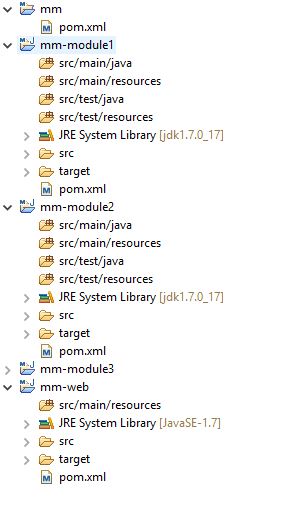 mm
pom.xml
mm-module1
src/main/java
src/main/resources
src/test/java
src/test/resources
JRE System Library [jdk1.7.0_17]
src
target
pom.xml
mm-module2
src/main/java
src/main/resources
src/test/java
src/test/resources
JRE System Library [jdk1.7.0_17]
src
target
pom.xml
mm-module3
mm-web
src/main/resources
JRE System Library [JavaSE-1.7]
src
target
pom.xml